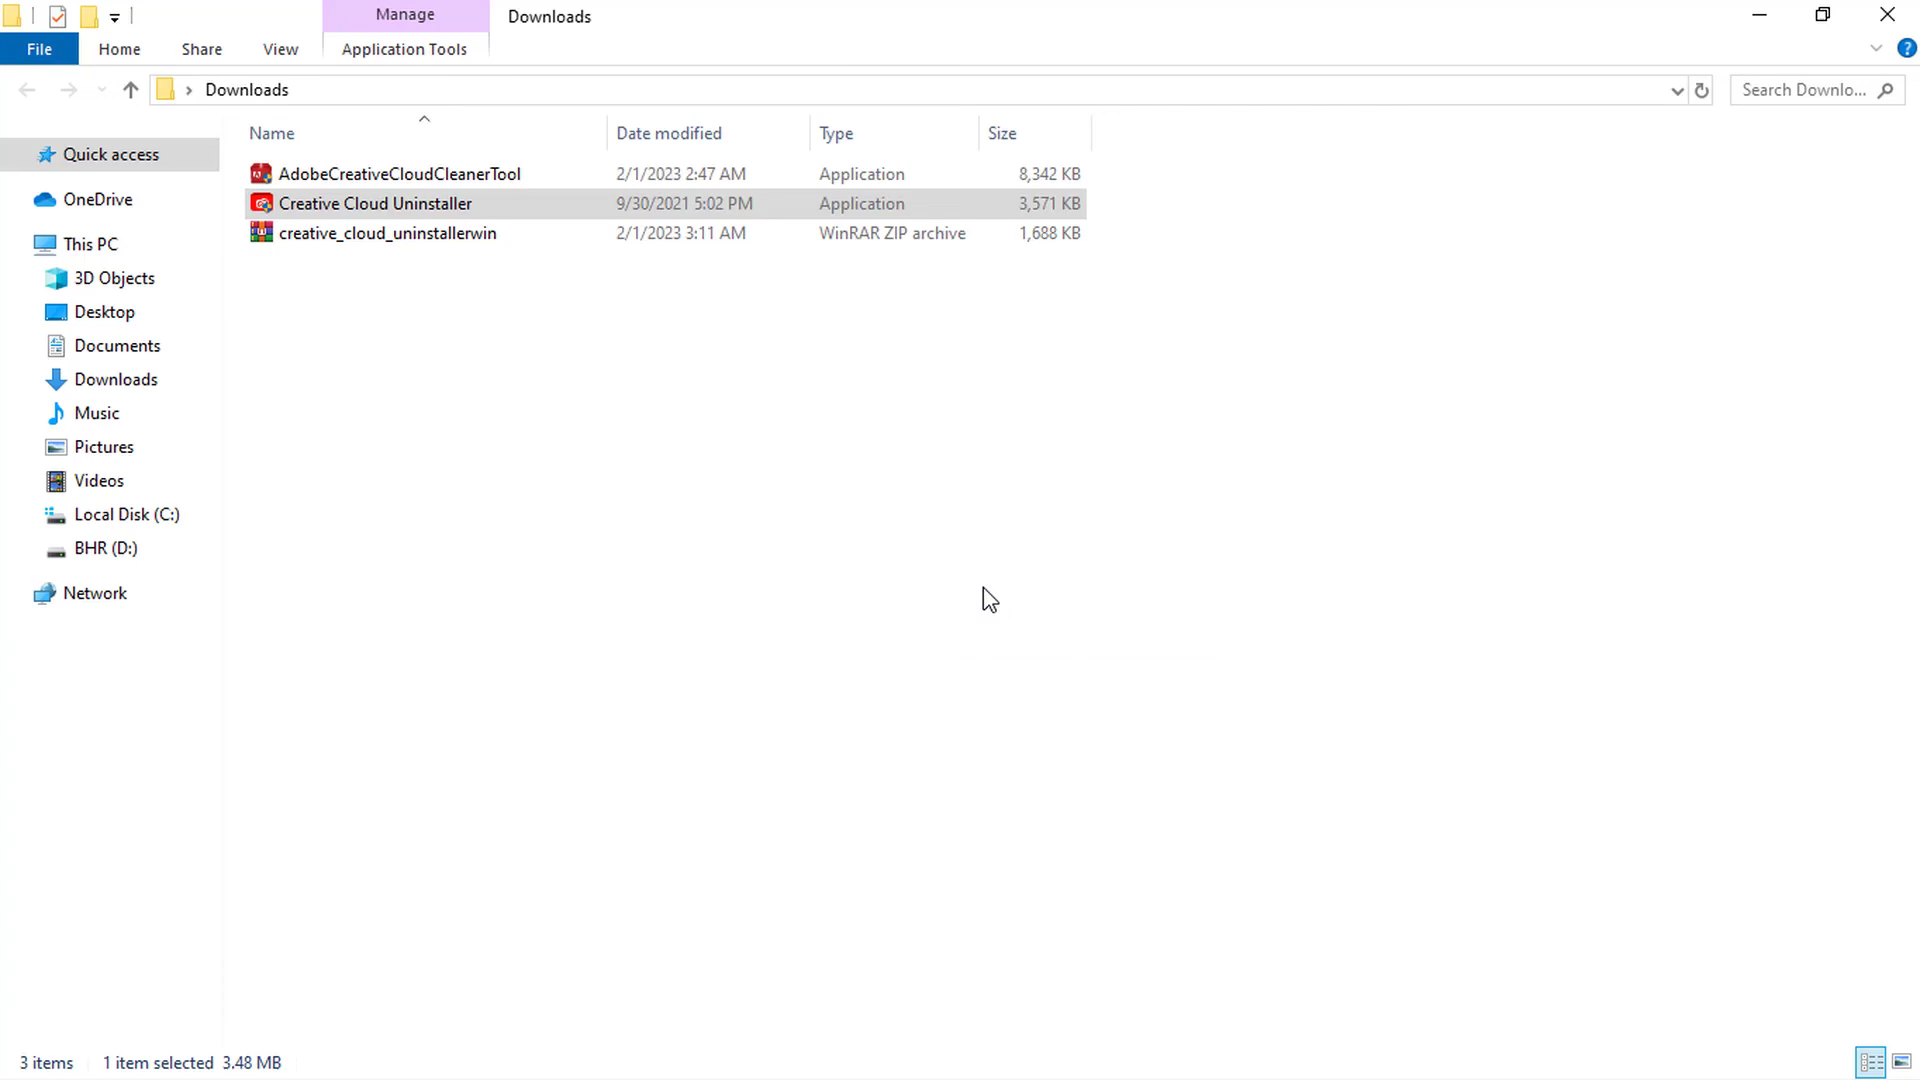 Manage
Downloads
File
Home
Share
View
Application Tools
Downloads
Search Downlo...
Name
Date modified
Type
Size
Quick access
OneDrive
This PC
3D Objects
Desktop
Documents
Downloads
Music
Pictures
Videos
Local Disk (C:)
BHR (D:)
Network
AdobeCreativeCloudCleanerTool 2/1/2023 2:47 AM Application 8,342 KB
Creative Cloud Uninstaller 9/30/2021 5:02 PM Application 3,571 KB
creative_cloud_uninstallerwin 2/1/2023 3:11 AM WinRAR ZIP archive 1,688 KB
3 items 1 item selected 3.48 MB